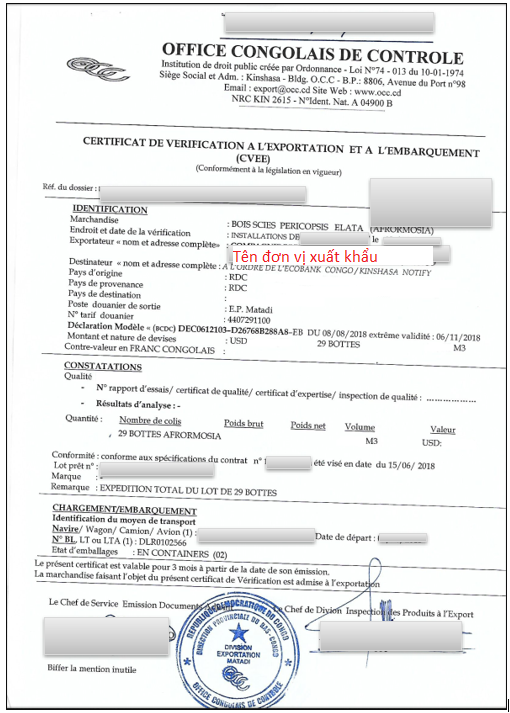 OFFICE CONGOLAIS DE CONTROLE
Institution de droit public créée par Ordonnance - Loi N°74 - 013 du 10-01-1974
Siège Social et Adm. : Kinshasa - Bldg. O.C.C - B.P.: 8806, Avenue du Port n°98
Email : export@occ.cd Site Web : www.occ.cd
NRC KIN 2615 - N°Ident. Nat. A 04900 B
CERTIFICAT DE VERIFICATION A L'EXPORTATION ET A L'EMBARQUEMENT
(CVEE)
(Conformément à la législation en vigueur)
Réf. du dossier :
IDENTIFICATION
Marchandise : BOIS SCIES PERICOPSIS ELATA (AFRORMOSIA)
Endroit et date de la vérification : INSTALLATIONS DE le
Exportateur « nom et adresse complète» :
Tên đơn vị xuất khẩu
Destinateur «nom et adresse complète : A L'ORDRE DE L'ECOBANK CONGO/KINSHASA NOTIFY
Pays d'origine : RDC
Pays de provenance : RDC
Pays de destination :
Poste douanier de sortie : E.P. Matadi
N° tarif douanier : 4407291100
Déclaration Modèle « (BCDC) DEC0612103-D26768B288A8-EB DU 08/08/2018 extrême validité : 06/11/2018
Montant et nature de devises : USD 29 BOTTES M3
Contre-valeur en FRANC CONGOLAIS :
CONSTATATIONS
Qualité
- N° rapport d'essais/ certificat de qualité/ certificat d'expertise/ inspection de qualité : ..................
- Résultats d'analyse : -
Quantité : Nombre de colis Poids brut Poids net Volume Valeur
29 BOTTES AFRORMOSIA M3 USD:
Conformité : conforme aux spécifications du contrat n° été visé en date du 15/06/ 2018
Lot prêt n° :
Marque : -
Remarque : EXPEDITION TOTAL DU LOT DE 29 BOTTES
CHARGEMENT/EMBARQUEMENT
Identification du moyen de transport
Navire/ Wagon/ Camion/ Avion (1) : Date de départ :
N° BL, LT ou LTA (1) : DLR0102566
Etat d'emballages : EN CONTAINERS (02)
Le présent certificat est valable pour 3 mois à partir de la date de son émission.
La marchandise faisant l'objet du présent certificat de Vérification est admise à l'exportation
Le Chef de Service Emission Documents Le Chef de Division Inspection des Produits à l'Export
REPUBLIQUE DEMOCRATIQUE DU CONGO
DIRECTION PROVINCIALE DU BAS-CONGO
DIVISION
EXPORTATION
MATADI
OFFICE CONGOLAIS DE CONTROLE
Biffer la mention inutile